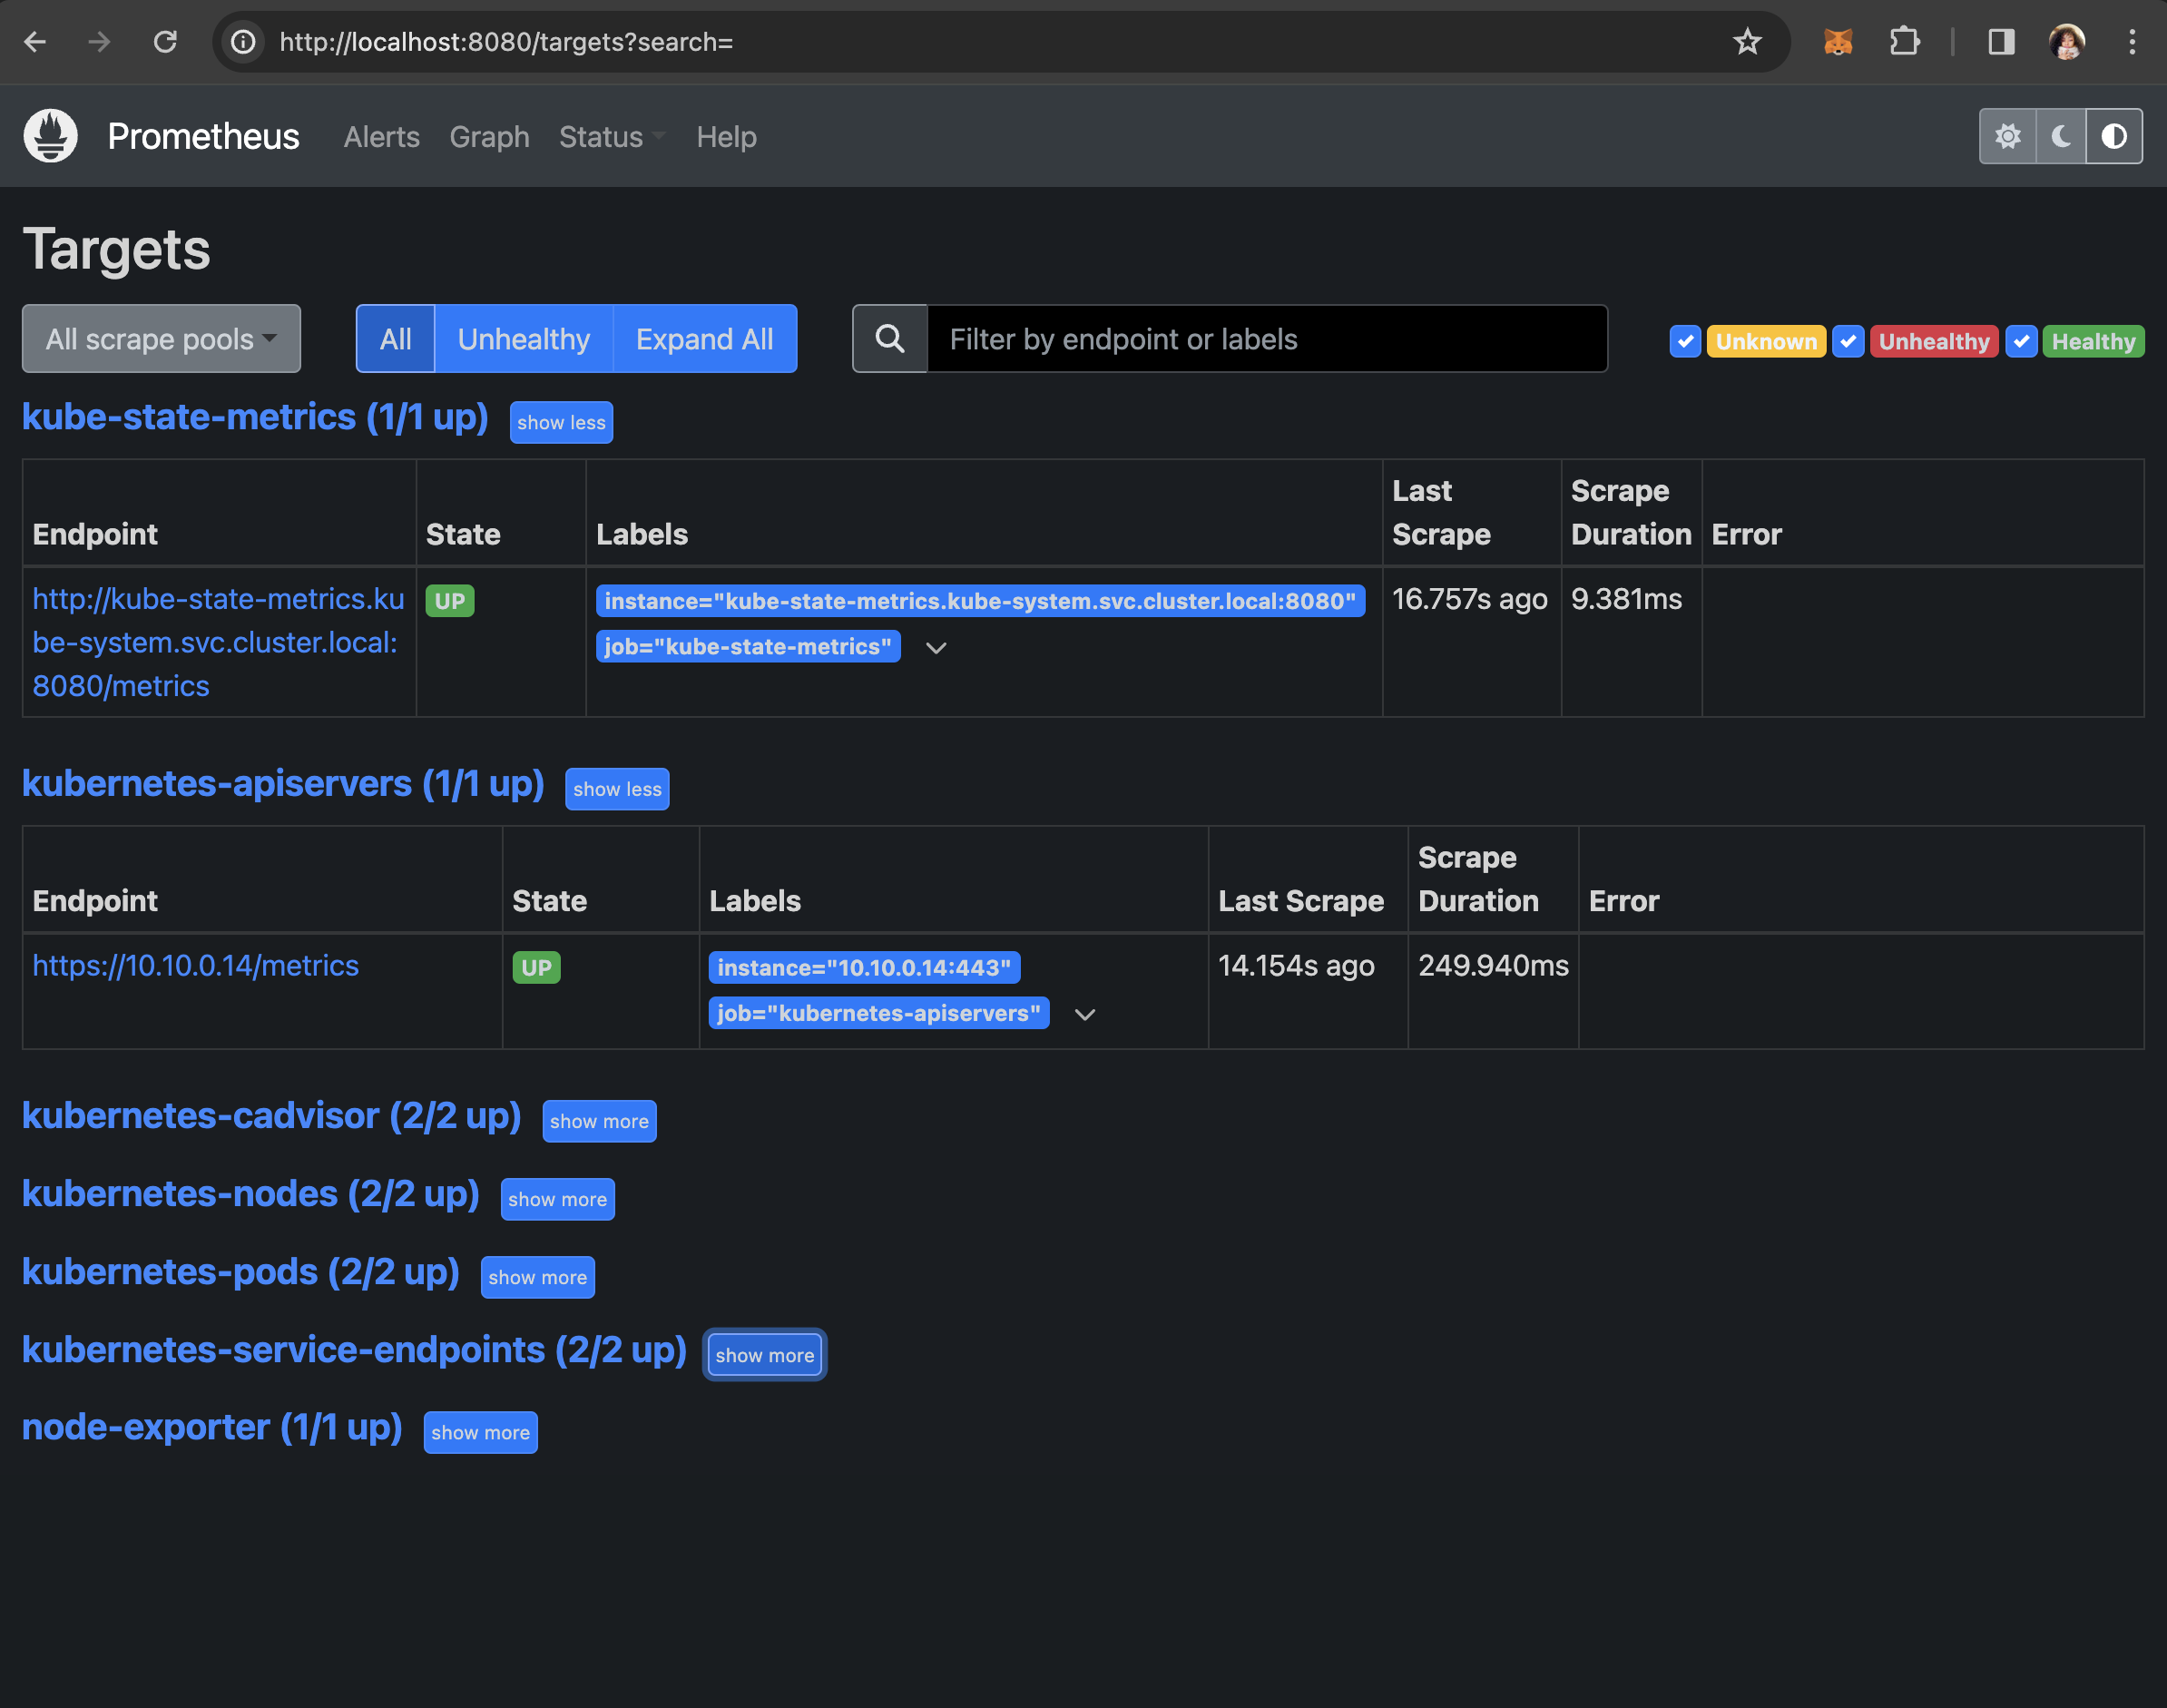 http://localhost:8080/targets?search=
Prometheus Alerts Graph Status Help
Targets
All scrape pools All Unhealthy Expand All Filter by endpoint or labels Unknown Unhealthy Healthy
kube-state-metrics (1/1 up) show less
Endpoint State Labels Last Scrape Scrape Duration Error
http://kube-state-metrics.ku
be-system.svc.cluster.local:
8080/metrics
UP
instance="kube-state-metrics.kube-system.svc.cluster.local:8080"
job="kube-state-metrics"
16.757s ago
9.381ms
kubernetes-apiservers (1/1 up) show less
Endpoint State Labels Last Scrape Scrape Duration Error
https://10.10.0.14/metrics
UP
instance="10.10.0.14:443"
job="kubernetes-apiservers"
14.154s ago
249.940ms
kubernetes-cadvisor (2/2 up) show more
kubernetes-nodes (2/2 up) show more
kubernetes-pods (2/2 up) show more
kubernetes-service-endpoints (2/2 up) show more
node-exporter (1/1 up) show more